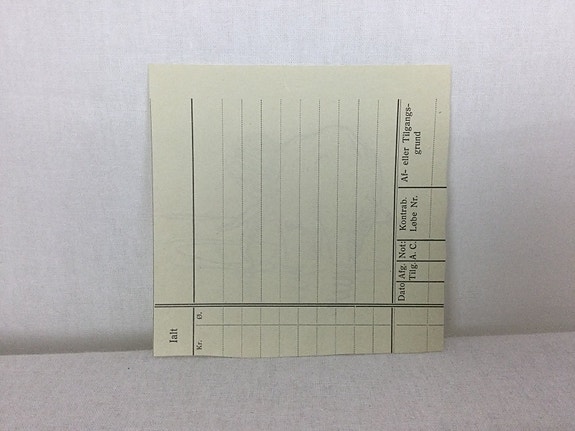 Ialt
Kr.
Ø.
Dato
Afg.
Tilg.
Not:
A. C.
Kontrab.
Løbe Nr.
Af- eller Tilgangs-
grund